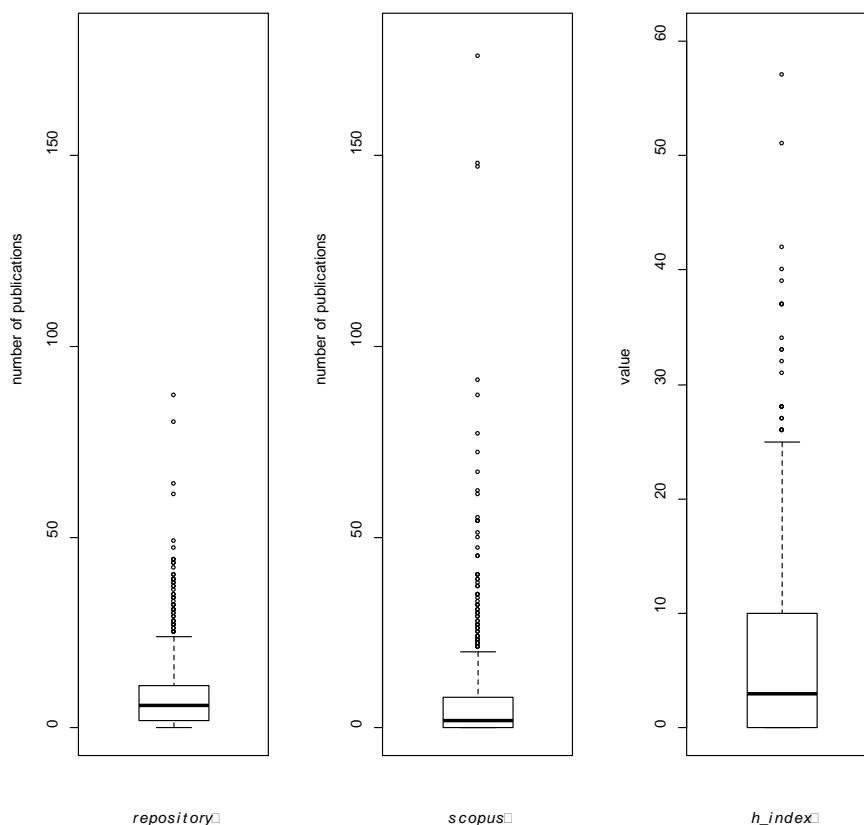 number of publications
0
50
100
150
repository
number of publications
0
50
100
150
scopus
value
0
10
20
30
40
50
60
h_index